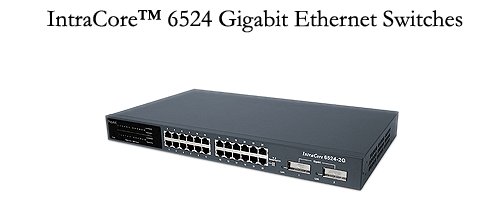 IntraCore™ 6524 Gigabit Ethernet Switches
IntraCore 6524-2G